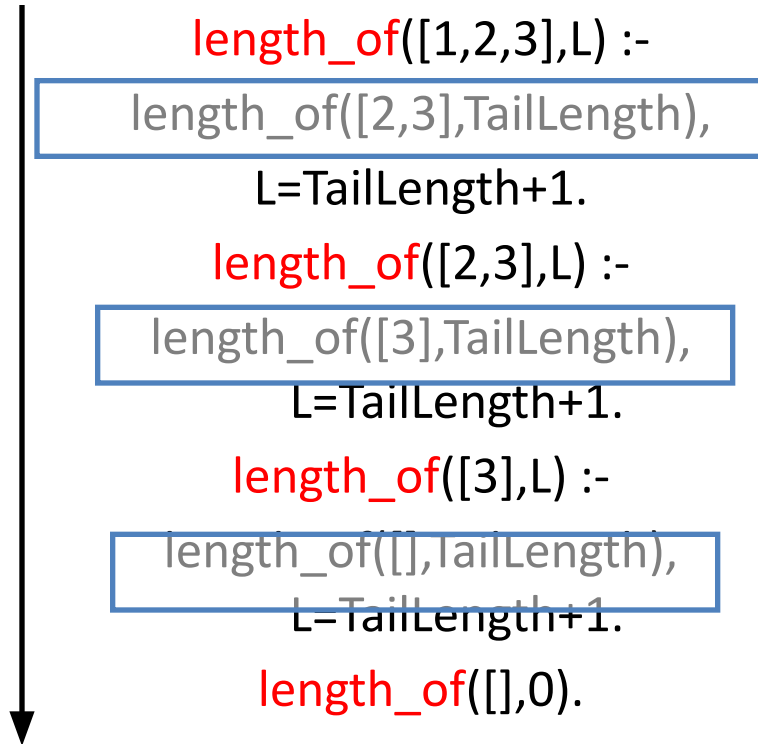 length_of([1,2,3],L) :-
length_of([2,3],TailLength),
L=TailLength+1.
length_of([2,3],L) :-
length_of([3],TailLength),
L=TailLength+1.
length_of([3],L) :-
length_of([],TailLength),
L=TailLength+1.
length_of([],0).